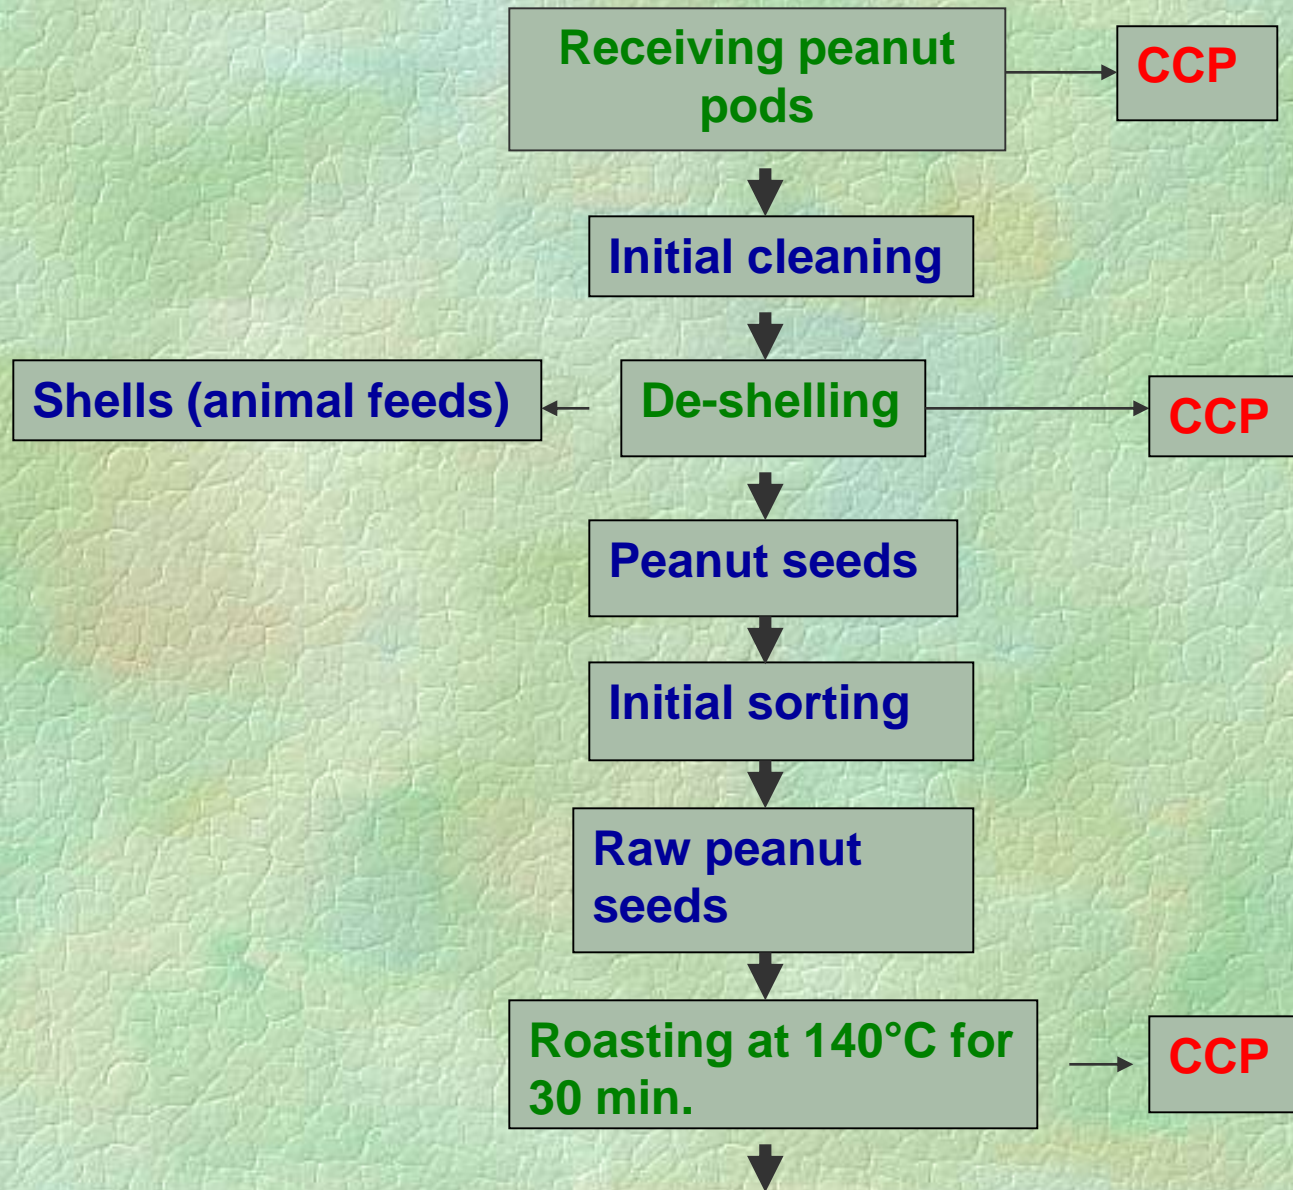 Receiving peanut
pods
CCP
Initial cleaning
Shells (animal feeds)
De-shelling
CCP
Peanut seeds
Initial sorting
Raw peanut
seeds
Roasting at 140°C for
30 min.
CCP